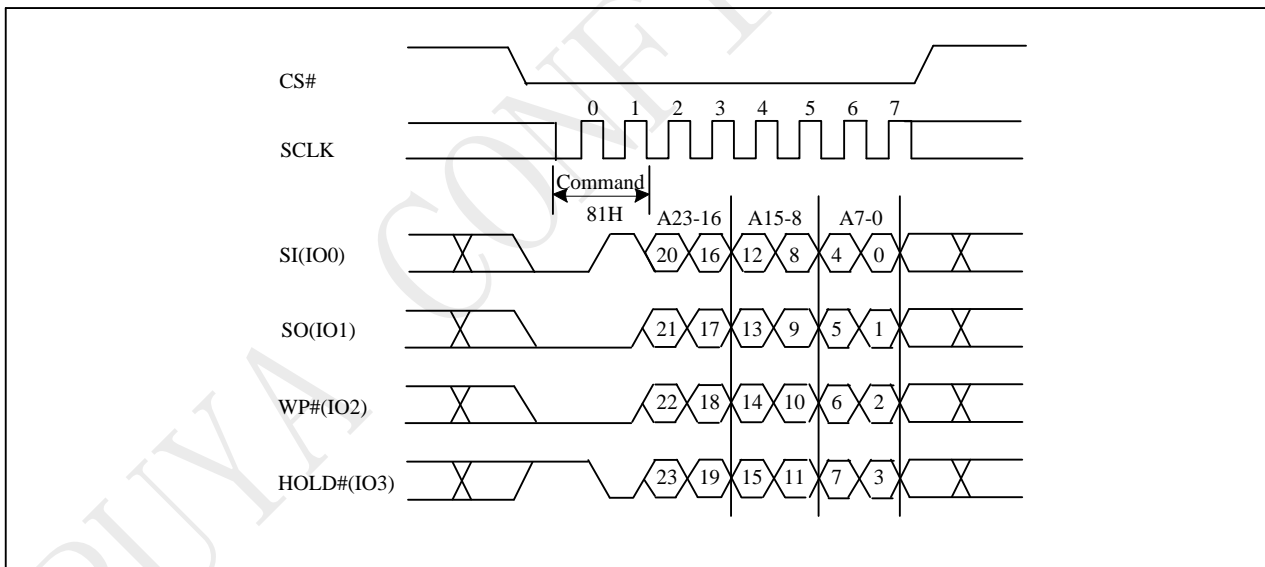 PUYA CONF
CS#
0 1 2 3 4 5 6 7
SCLK
Command
81H A23-16 A15-8 A7-0
SI(IO0) 20 16 12 8 4 0
SO(IO1) 21 17 13 9 5 1
WP#(IO2) 22 18 14 10 6 2
HOLD#(IO3) 23 19 15 11 7 3